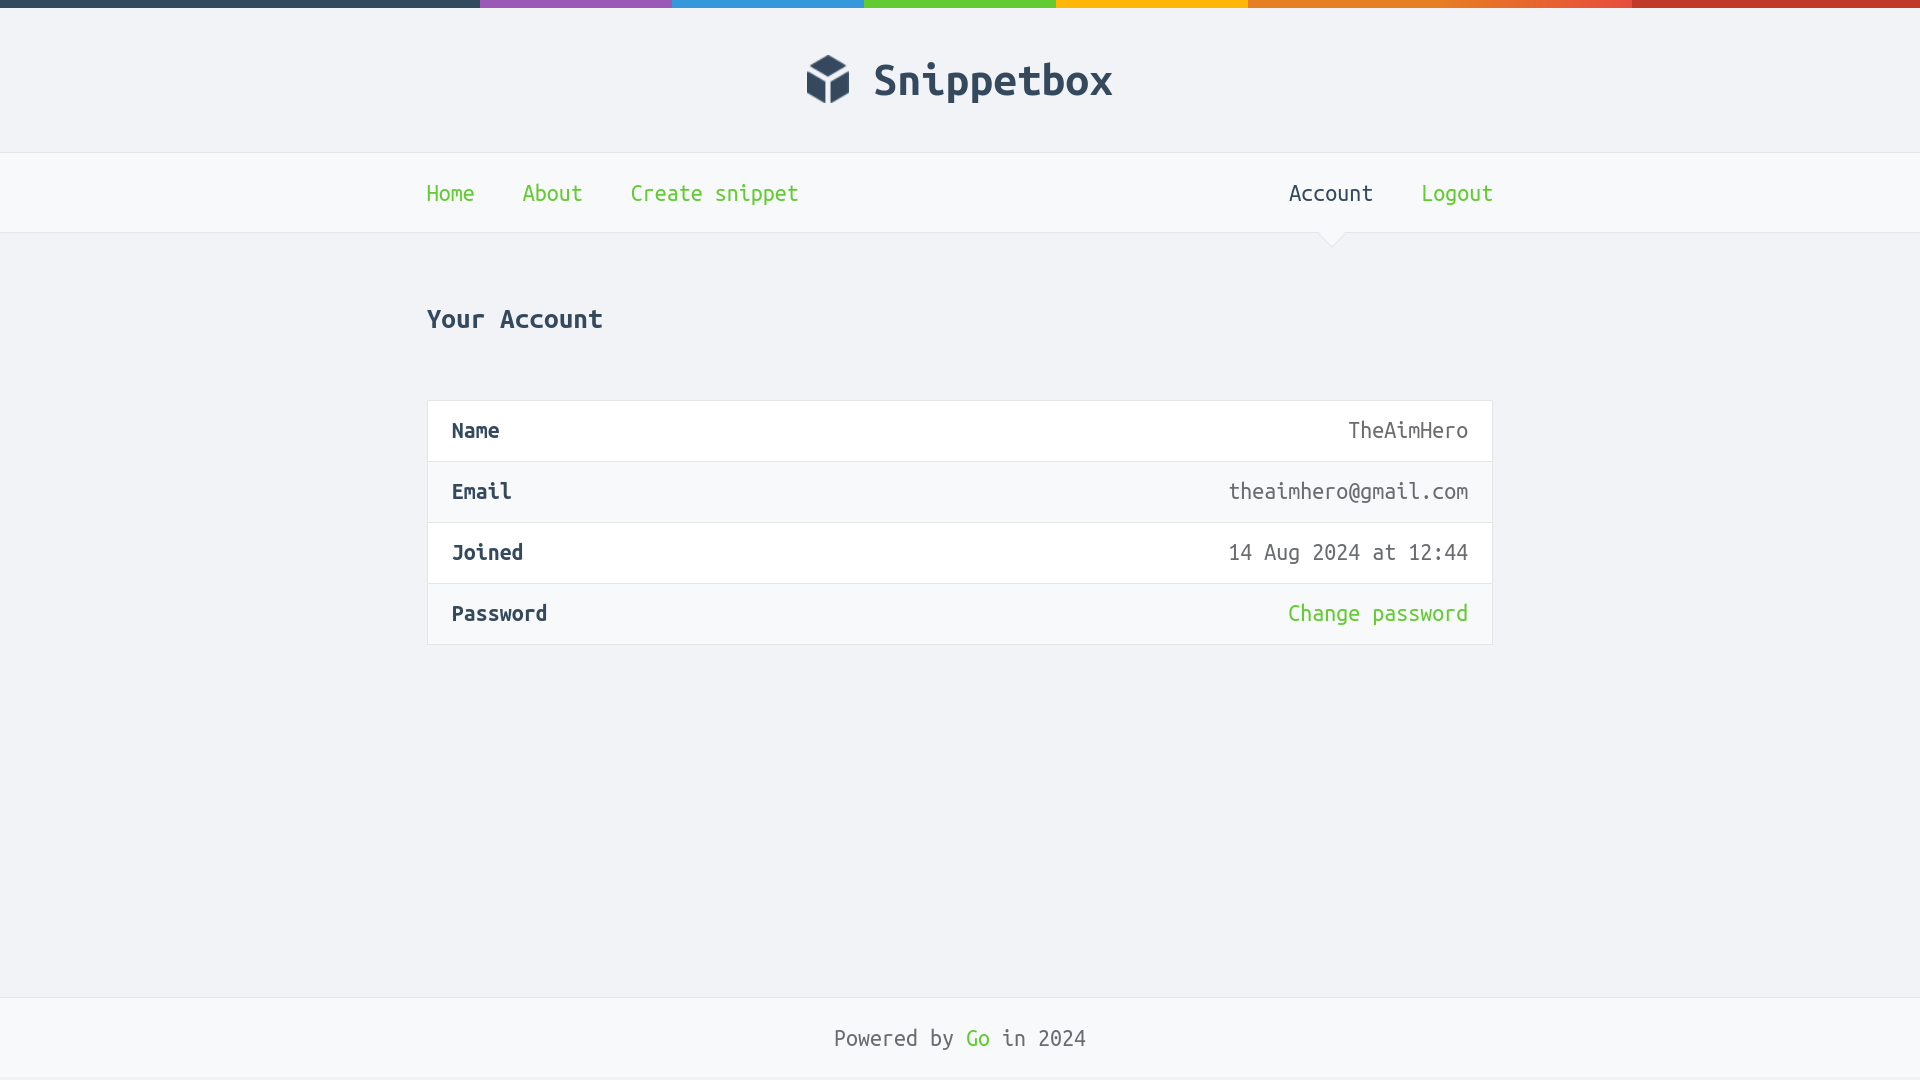 Snippetbox
Home About Create snippet Account Logout
Your Account
Name TheAimHero
Email theaimhero@gmail.com
Joined 14 Aug 2024 at 12:44
Password Change password
Powered by Go in 2024